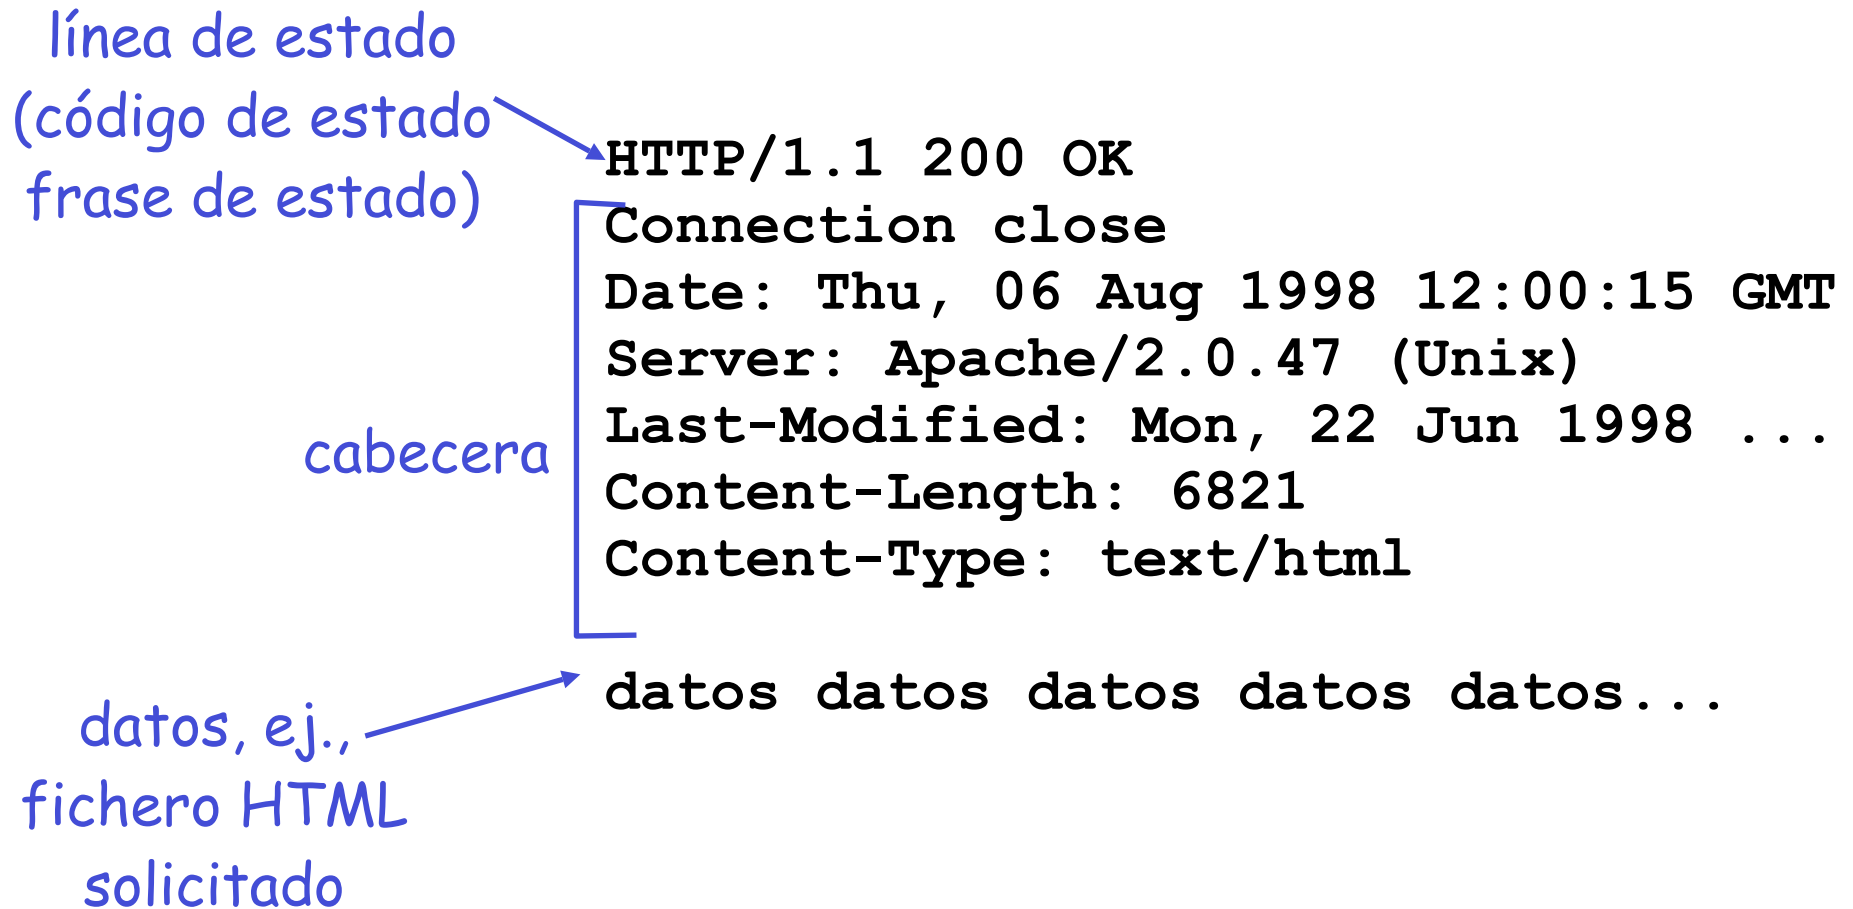 línea de estado
(código de estado
frase de estado)
HTTP/1.1 200 OK
Connection close
Date: Thu, 06 Aug 1998 12:00:15 GMT
Server: Apache/2.0.47 (Unix)
Last-Modified: Mon, 22 Jun 1998 ...
Content-Length: 6821
Content-Type: text/html
cabecera
datos datos datos datos datos...
datos, ej.,
fichero HTML
solicitado